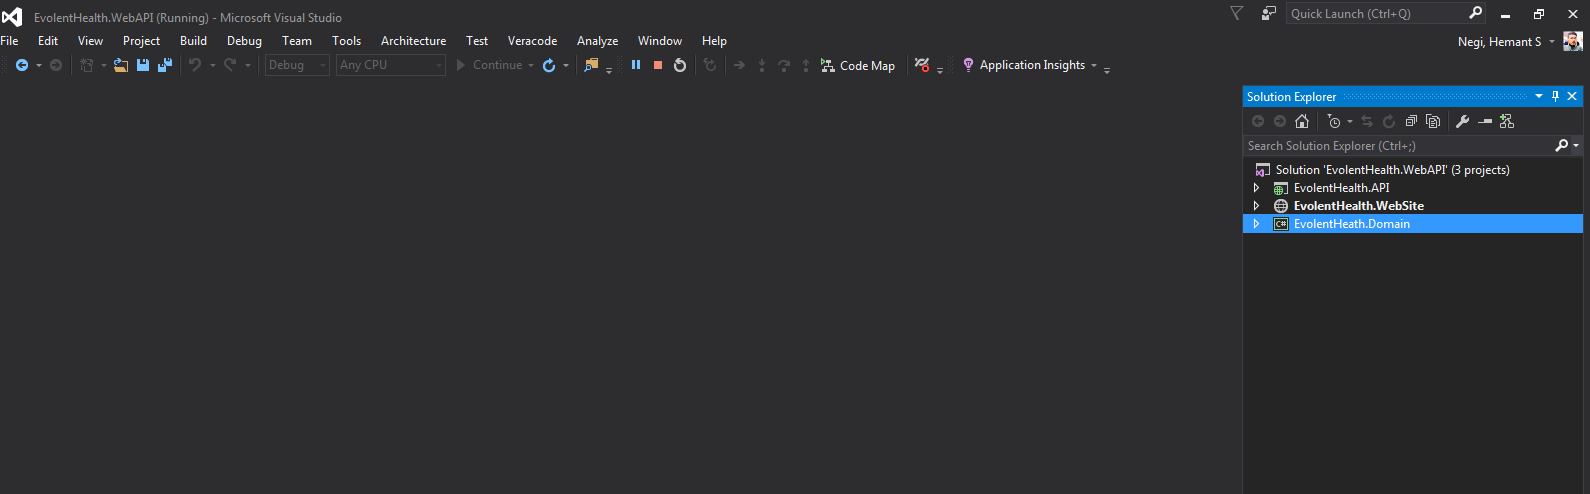 EvolentHealth.WebAPI (Running) - Microsoft Visual Studio
Quick Launch (Ctrl+Q)
File Edit View Project Build Debug Team Tools Architecture Test Veracode Analyze Window Help
Negi, Hemant S
Debug Any CPU Continue Code Map Application Insights
Solution Explorer
Search Solution Explorer (Ctrl+;)
Solution 'EvolentHealth.WebAPI' (3 projects)
EvolentHealth.API
EvolentHealth.WebSite
C# EvolentHeath.Domain